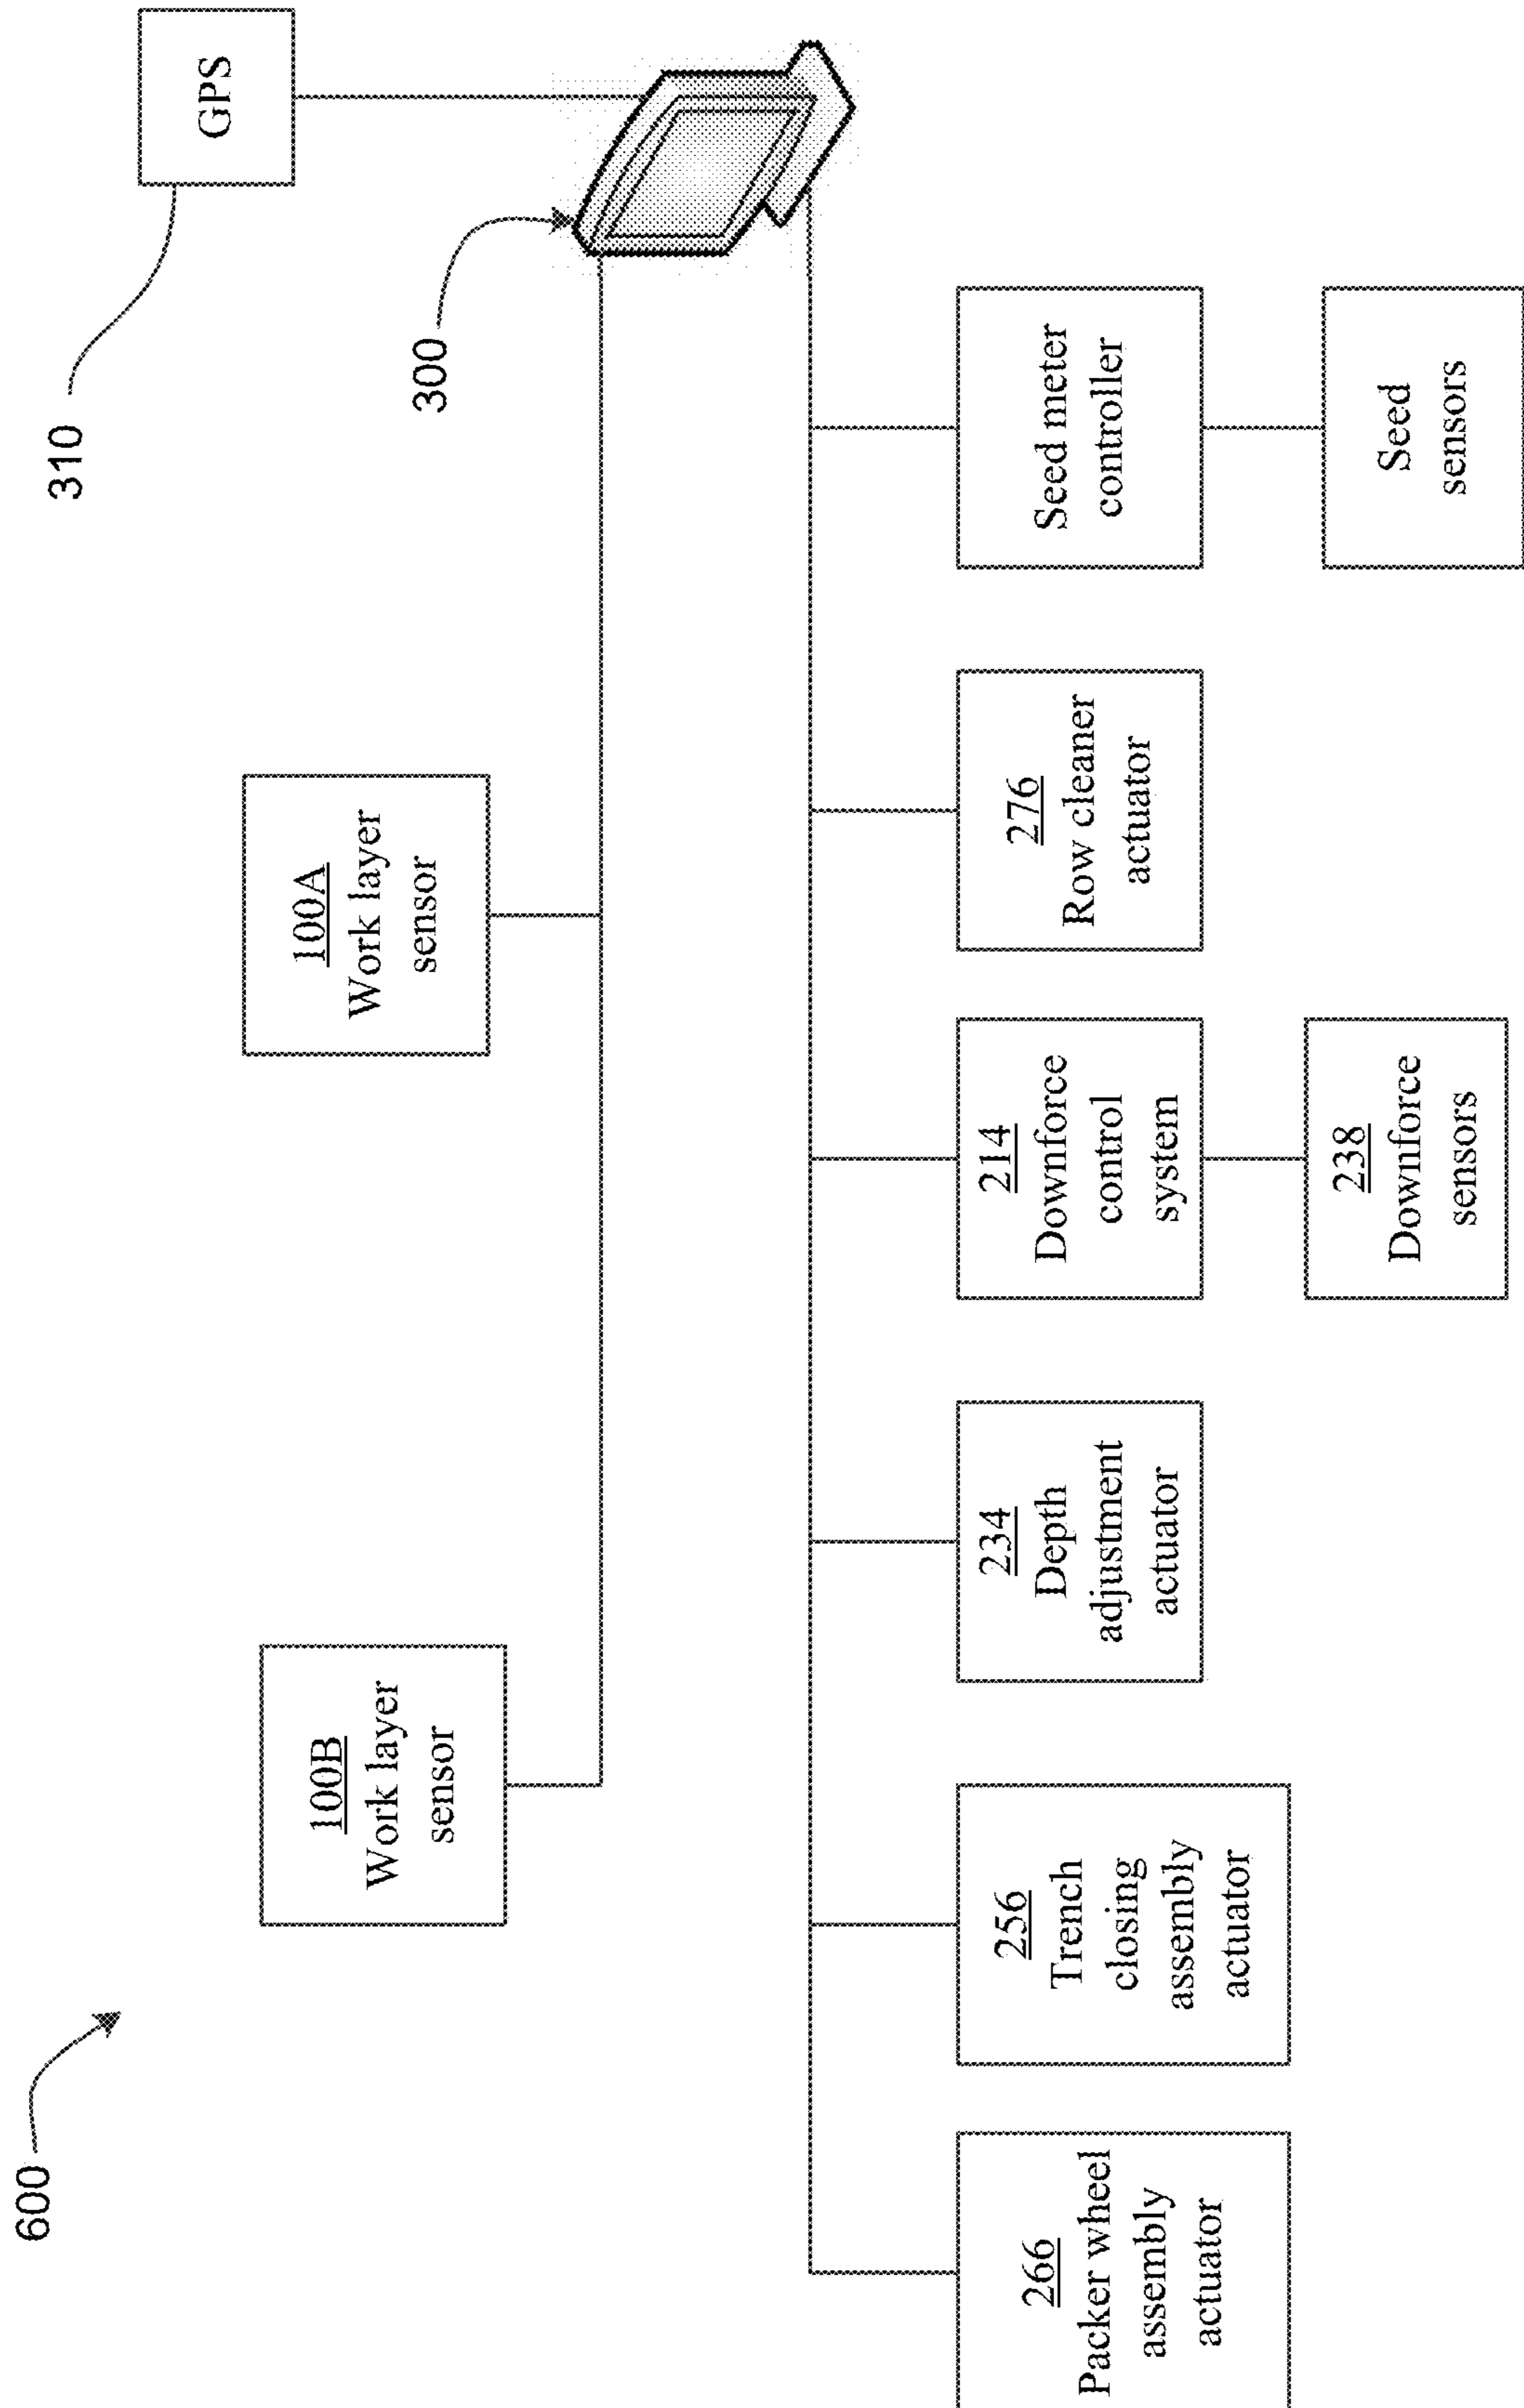 600
310
GPS
300
100B
Work layer
sensor
100A
Work layer
sensor
266
Packer wheel
assembly
actuator
256
Trench
closing
assembly
actuator
234
Depth
adjustment
actuator
214
Downforce
control
system
276
Row cleaner
actuator
Seed meter
controller
238
Downforce
sensors
Seed
sensors